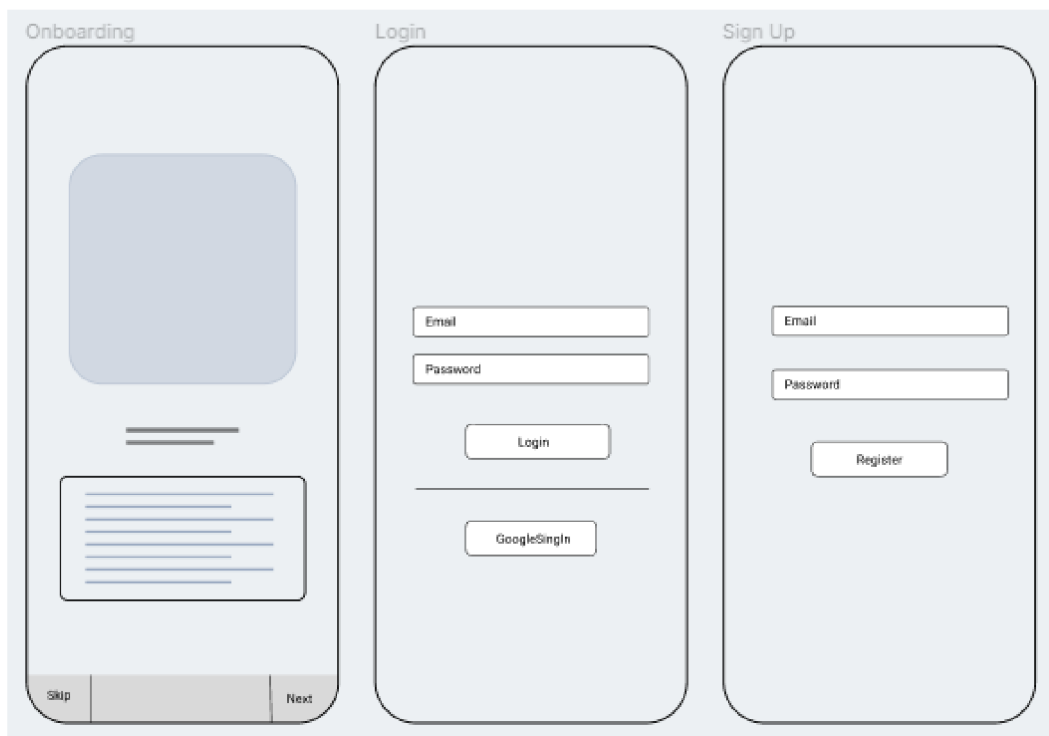 Onboarding
Skip
Next
Login
Email
Password
Login
GoogleSingIn
Sign Up
Email
Password
Register